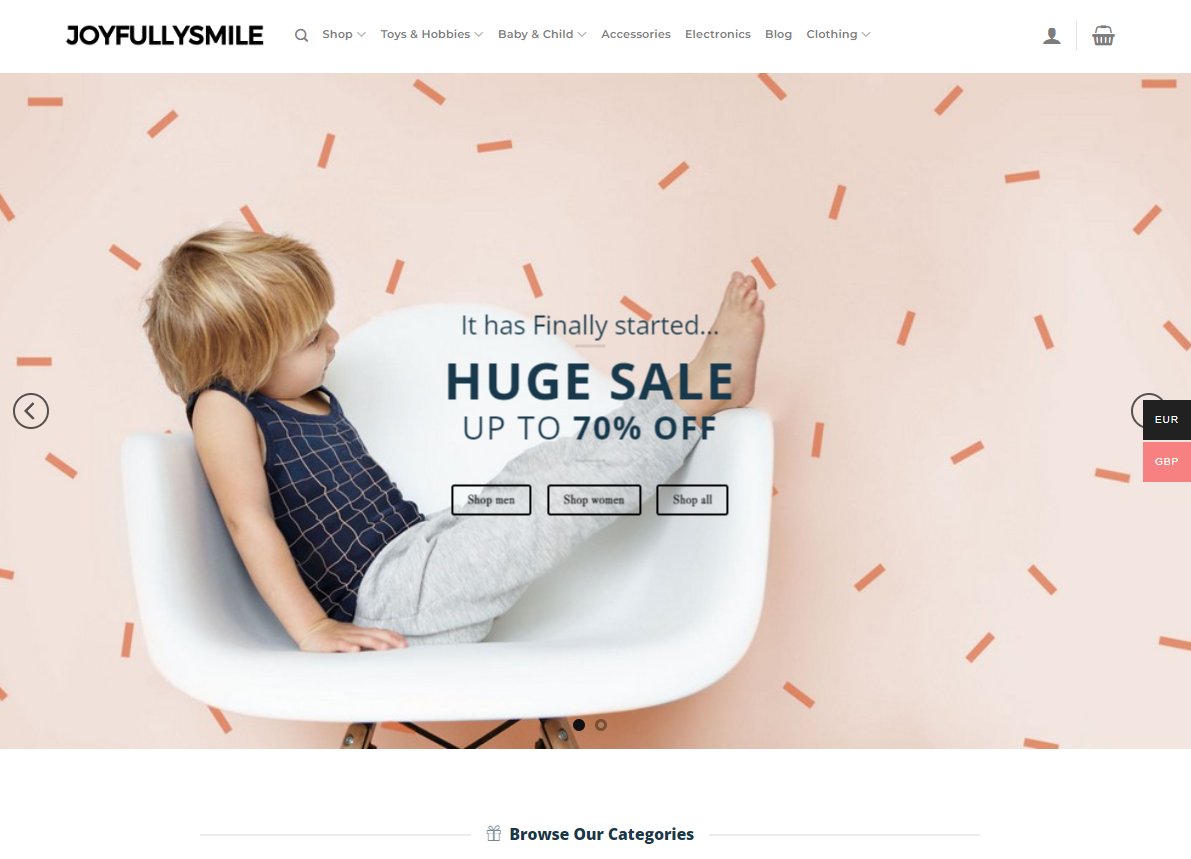 JOYFULLYSMILE
Shop Toys & Hobbies Baby & Child Accessories Electronics Blog Clothing
It has Finally started...
HUGE SALE
UP TO 70% OFF
EUR
GBP
Shop men Shop women Shop all
Browse Our Categories